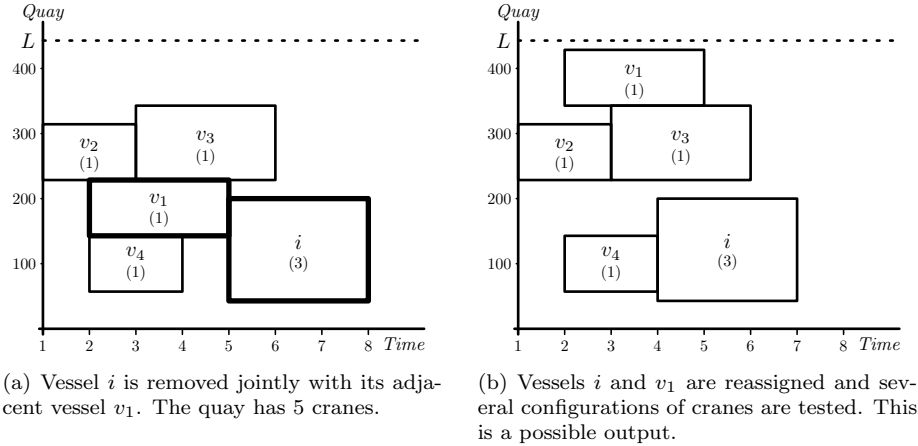 Quay
L
400
300
200
100
v2
(1)
v3
(1)
v1
(1)
v4
(1)
i
(3)
1 2 3 4 5 6 7 8 Time
(a) Vessel i is removed jointly with its adja-
cent vessel v1. The quay has 5 cranes.
Quay
L
400
300
200
100
v1
(1)
v2
(1)
v3
(1)
v4
(1)
i
(3)
1 2 3 4 5 6 7 8 Time
(b) Vessels i and v1 are reassigned and sev-
eral configurations of cranes are tested. This
is a possible output.